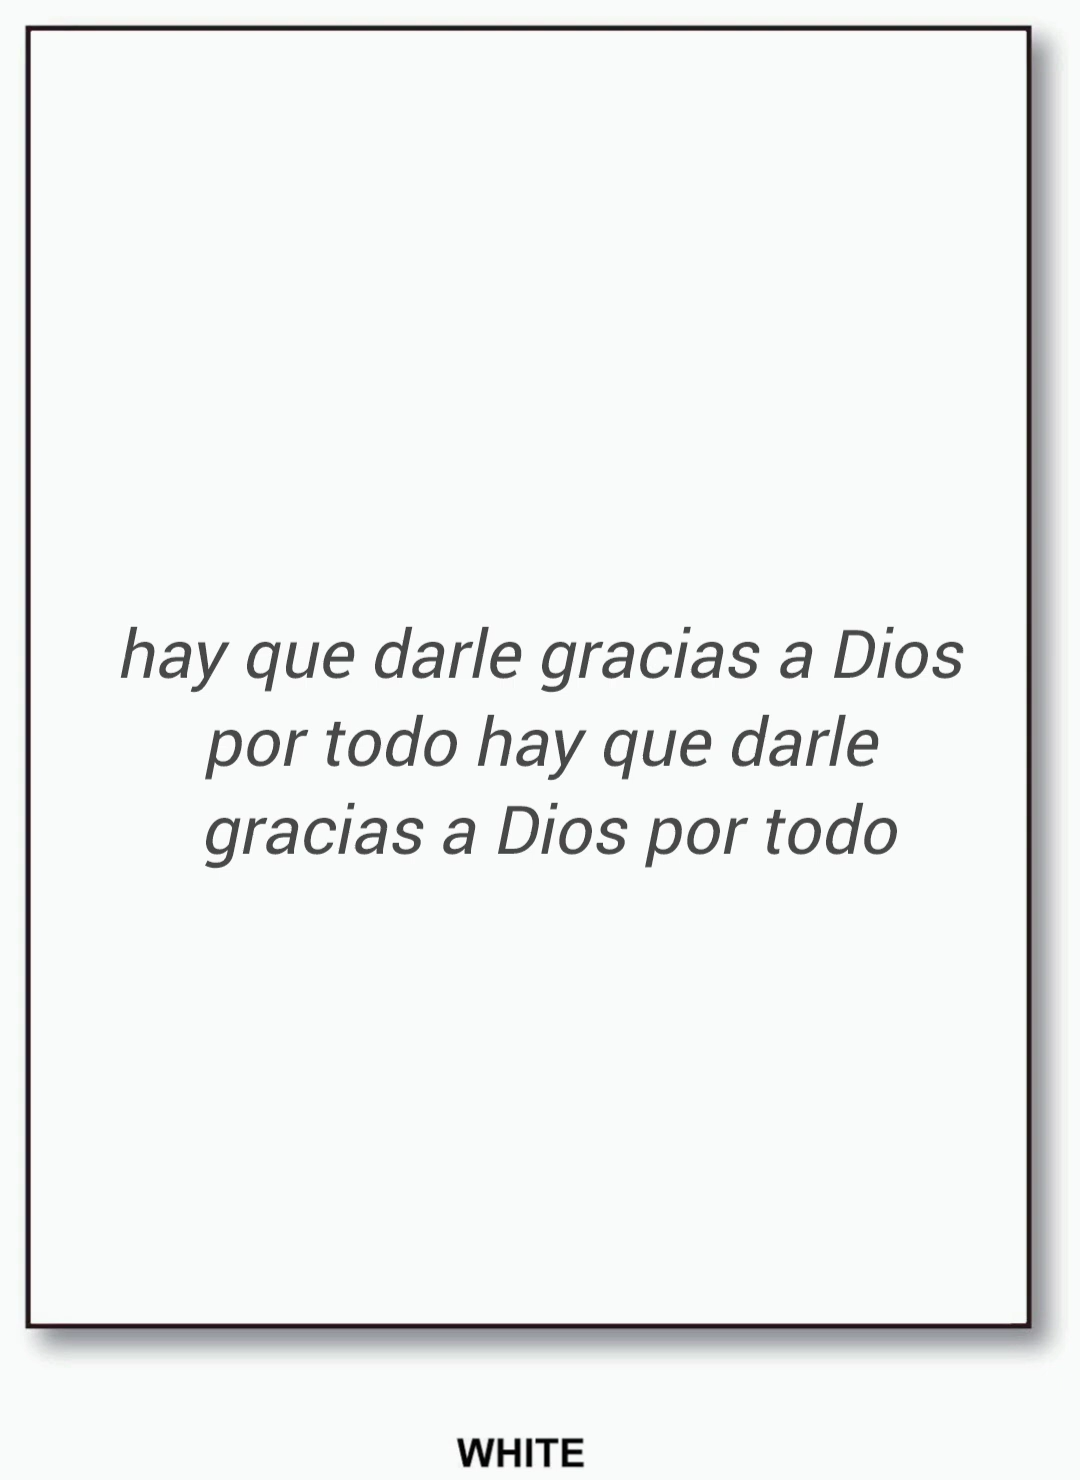 hay que darle gracias a Dios
por todo hay que darle
gracias a Dios por todo
WHITE